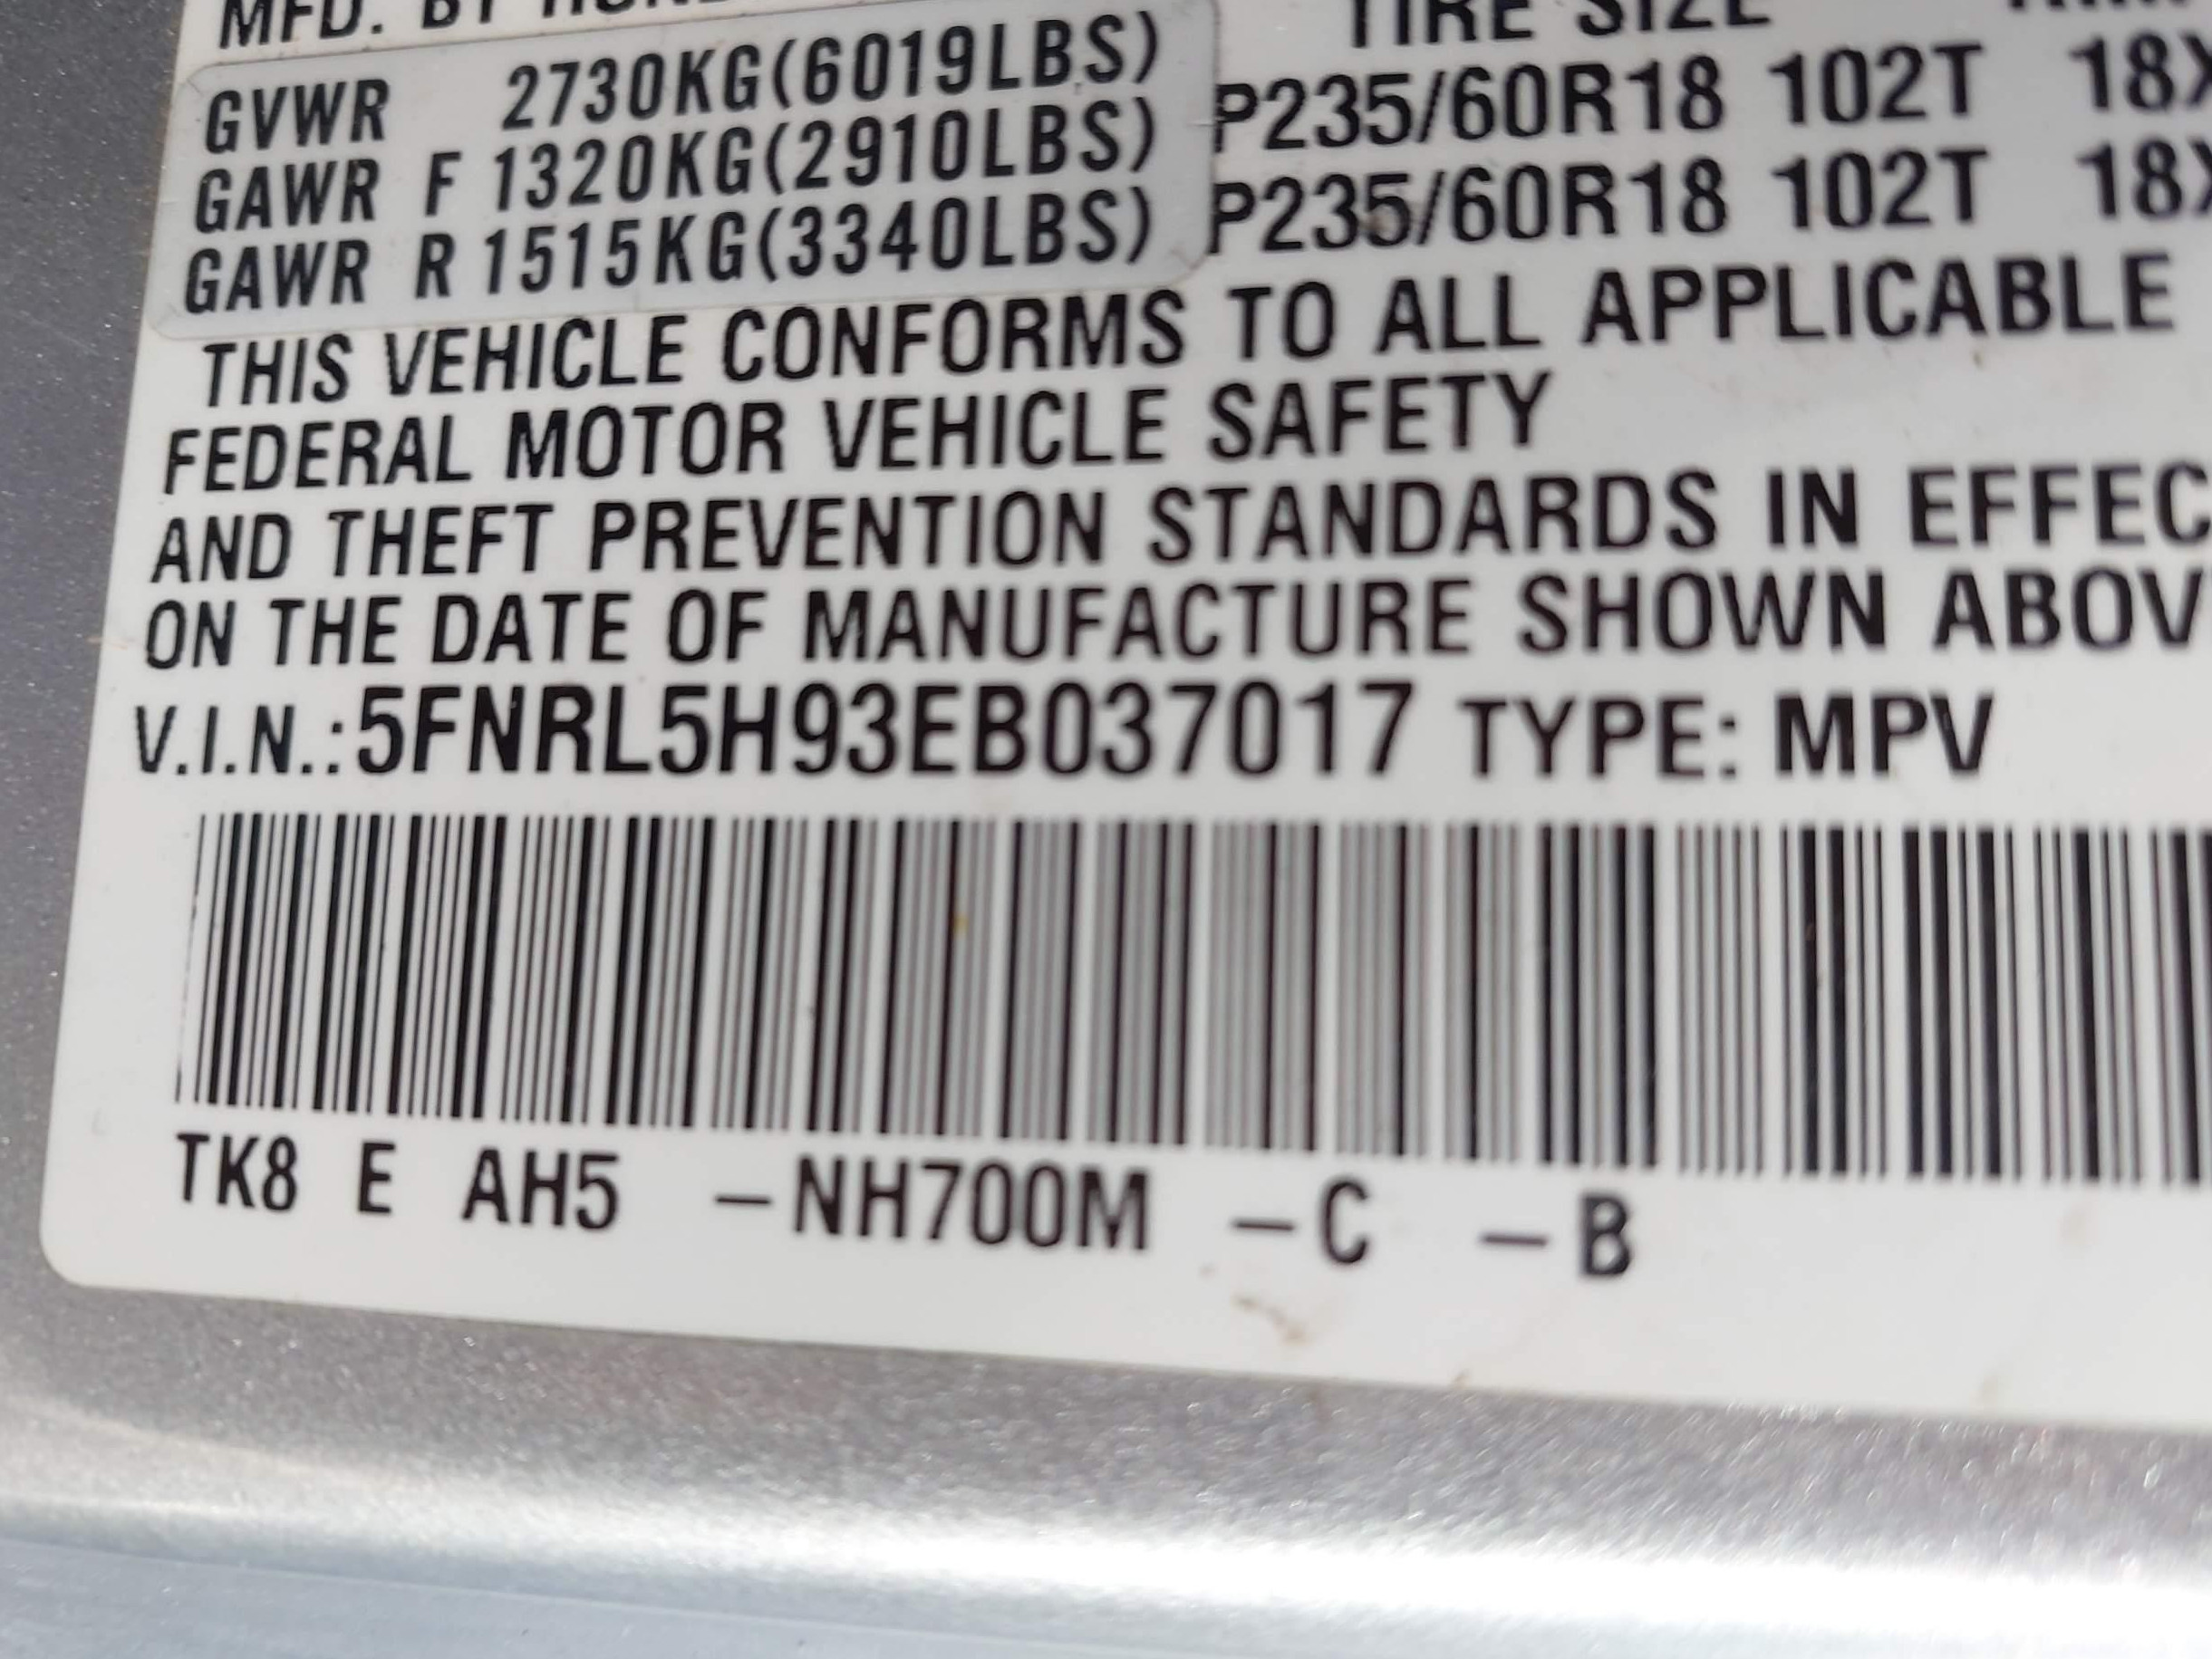 MFD. BY
TIRE SIZE
GVWR 2730KG(6019LBS)
P235/60R18 102T 18X
GAWR F 1320KG(2910LBS)
P235/60R18 102T 18X
GAWR R 1515KG(3340LBS)
THIS VEHICLE CONFORMS TO ALL APPLICABLE
FEDERAL MOTOR VEHICLE SAFETY
AND THEFT PREVENTION STANDARDS IN EFFEC
ON THE DATE OF MANUFACTURE SHOWN ABOV
V.I.N.:5FNRL5H93EB037017 TYPE: MPV
TK8 E AH5 -NH700M -C -B